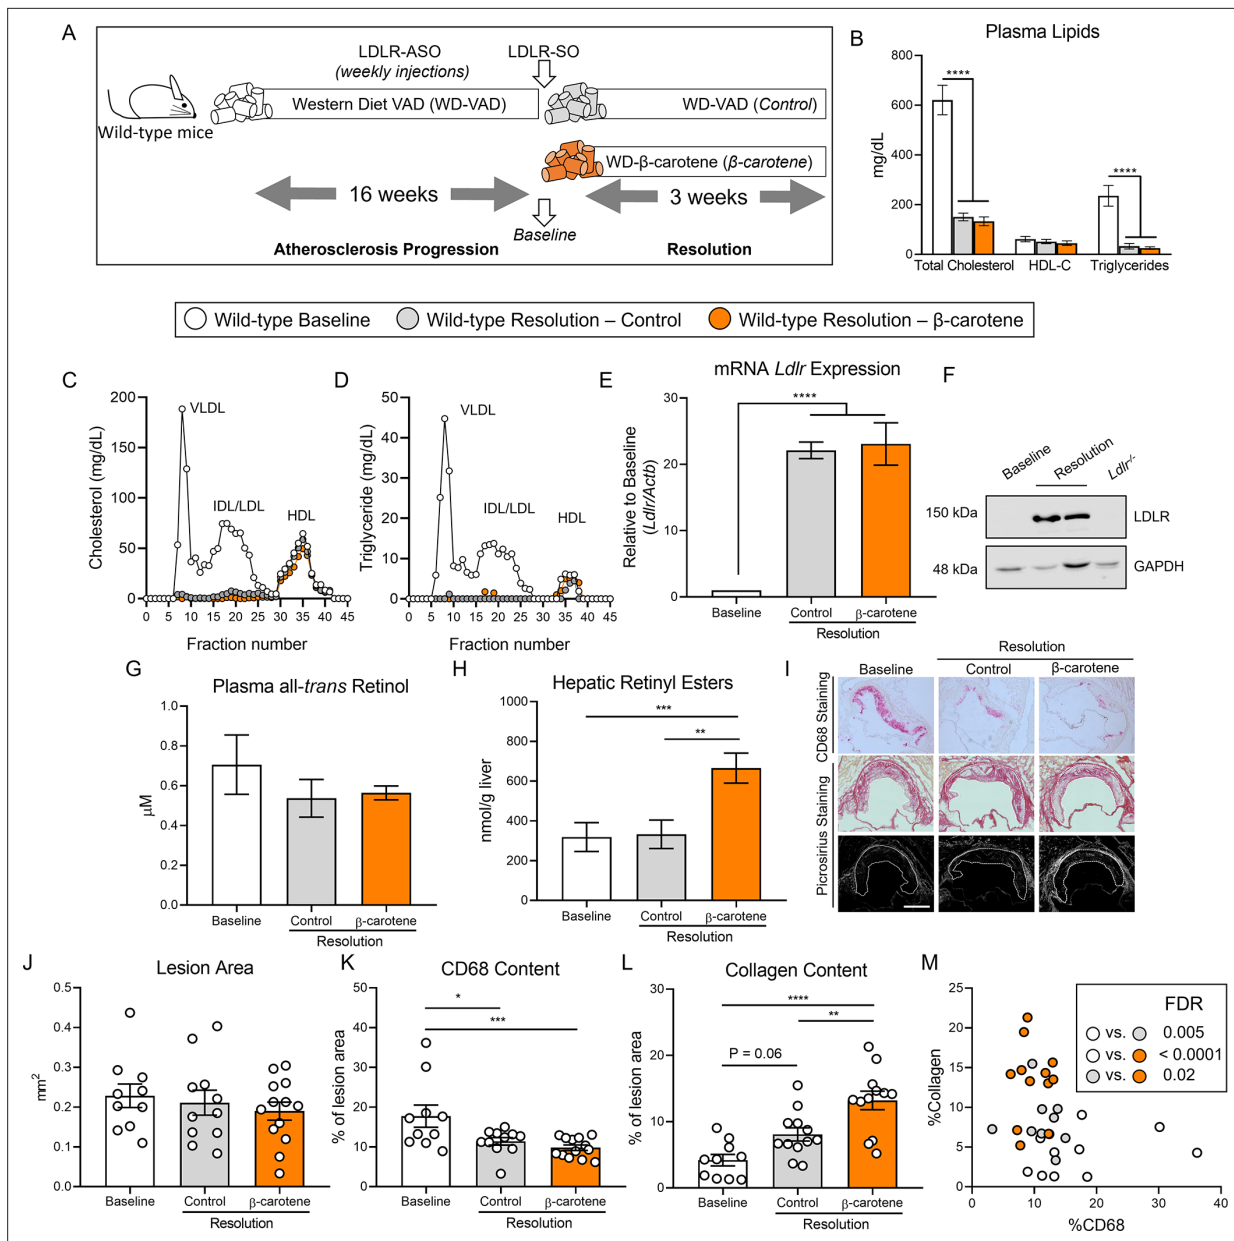 A
LDLR-ASO
(weekly injections)
LDLR-SO
Western Diet VAD (WD-VAD)
WD-VAD (Control)
Wild-type mice
WD-β-carotene (β-carotene)
16 weeks
3 weeks
Baseline
Atherosclerosis Progression
Resolution
B
Plasma Lipids
mg/dL
800
600
400
200
0
****
****
Total Cholesterol
HDL-C
Triglycerides
Wild-type Baseline
Wild-type Resolution – Control
Wild-type Resolution – β-carotene
C
Cholesterol (mg/dL)
200
150
100
50
0
VLDL
IDL/LDL
HDL
0 5 10 15 20 25 30 35 40 45
Fraction number
D
Triglyceride (mg/dL)
50
40
30
20
10
0
VLDL
IDL/LDL
HDL
0 5 10 15 20 25 30 35 40 45
Fraction number
E
mRNA Ldlr Expression
Relative to Baseline
(Ldlr/Actb)
30
20
10
0
****
Baseline
Control
β-carotene
Resolution
F
Baseline
Resolution
Ldlr-/-
150 kDa
LDLR
48 kDa
GAPDH
G
Plasma all-trans Retinol
μM
1.0
0.8
0.6
0.4
0.2
0.0
Baseline
Control
β-carotene
Resolution
H
Hepatic Retinyl Esters
nmol/g liver
1000
800
600
400
200
0
***
**
Baseline
Control
β-carotene
Resolution
I
Resolution
Baseline
Control
β-carotene
CD68 Staining
Picrosirius Staining
J
Lesion Area
mm2
0.5
0.4
0.3
0.2
0.1
0.0
Baseline
Control
β-carotene
Resolution
K
CD68 Content
% of lesion area
50
40
30
20
10
0
*
***
Baseline
Control
β-carotene
Resolution
L
Collagen Content
% of lesion area
30
20
10
0
****
**
P = 0.06
Baseline
Control
β-carotene
Resolution
M
%Collagen
25
20
15
10
5
0
FDR
vs. 0.005
vs. < 0.0001
vs. 0.02
0 10 20 30 40
%CD68